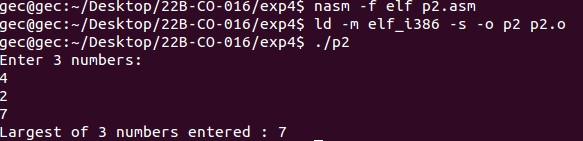 gec@gec:~/Desktop/22B-CO-016/exp4$ nasm -f elf p2.asm
gec@gec:~/Desktop/22B-CO-016/exp4$ ld -m elf_i386 -s -o p2 p2.o
gec@gec:~/Desktop/22B-CO-016/exp4$ ./p2
Enter 3 numbers:
4
2
7
Largest of 3 numbers entered : 7